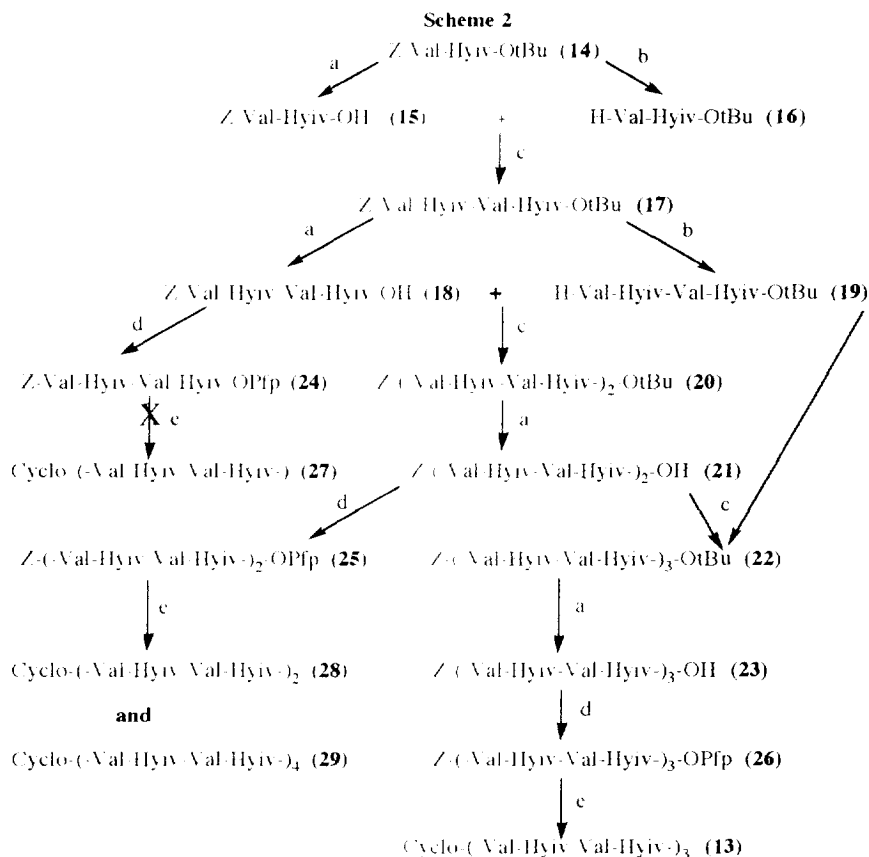 Scheme 2
a Z Val-Hyiv-OtBu (14) b
Z Val-Hyiv-OH (15) + H-Val-Hyiv-OtBu (16)
c
Z Val-Hyiv-Val-Hyiv-OtBu (17)
a b
Z Val Hyiv Val-Hyiv OH (18) + H-Val-Hyiv-Val-Hyiv-OtBu (19)
d c
Z-Val-Hyiv-Val Hyiv OPfp (24) Z (-Val-Hyiv-Val-Hyiv-)2-OtBu (20)
X e a
Cyclo (-Val Hyiv Val-Hyiv-) (27) Z (-Val-Hyiv-Val-Hyiv-)2-OH (21)
d c
Z-(-Val-Hyiv Val-Hyiv-)2-OPfp (25) Z-(-Val-Hyiv-Val-Hyiv-)3-OtBu (22)
e a
Cyclo-(-Val-Hyiv Val-Hyiv-)2 (28) Z ( Val-Hyiv-Val-Hyiv-)3-OH (23)
and d
Cyclo-(-Val-Hyiv Val-Hyiv-)4 (29) Z-(-Val-Hyiv-Val-Hyiv-)3-OPfp (26)
e
Cyclo-( Val-Hyiv Val-Hyiv-)3 (13)